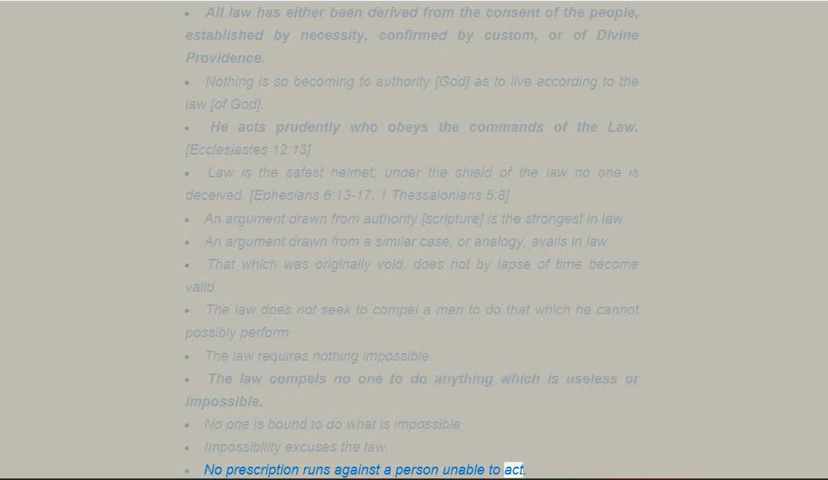 • All law has either been derived from the consent of the people,
established by necessity, confirmed by custom, or of Divine
Providence.
• Nothing is so becoming to authority [God] as to live according to the
law [of God].
• He acts prudently who obeys the commands of the Law.
[Ecclesiastes 12:13]
• Law is the safest helmet; under the shield of the law no one is
deceived. [Ephesians 6:13-17, 1 Thessalonians 5:8]
• An argument drawn from authority [scripture] is the strongest in law.
• An argument drawn from a similar case, or analogy, avails in law.
• That which was originally void, does not by lapse of time become
valid.
• The law does not seek to compel a man to do that which he cannot
possibly perform.
• The law requires nothing impossible.
• The law compels no one to do anything which is useless or
impossible.
• No one is bound to do what is impossible.
• Impossibility excuses the law.
• No prescription runs against a person unable to act.